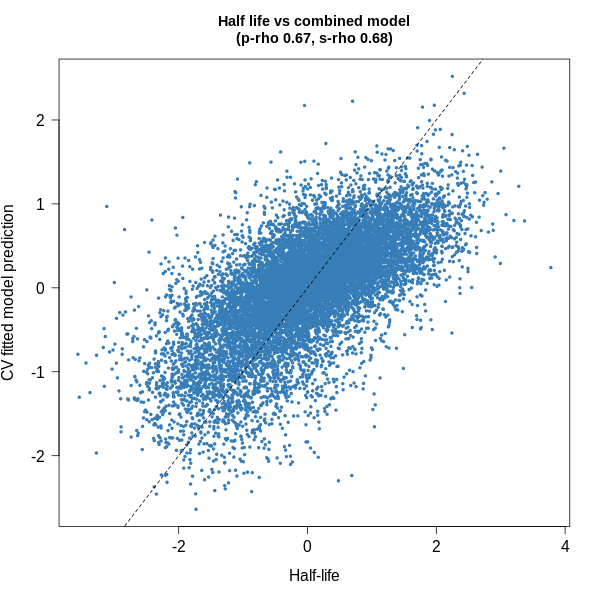 Half life vs combined model
(p-rho 0.67, s-rho 0.68)
CV fitted model prediction
2
1
0
-1
-2
-2
0
2
4
Half-life